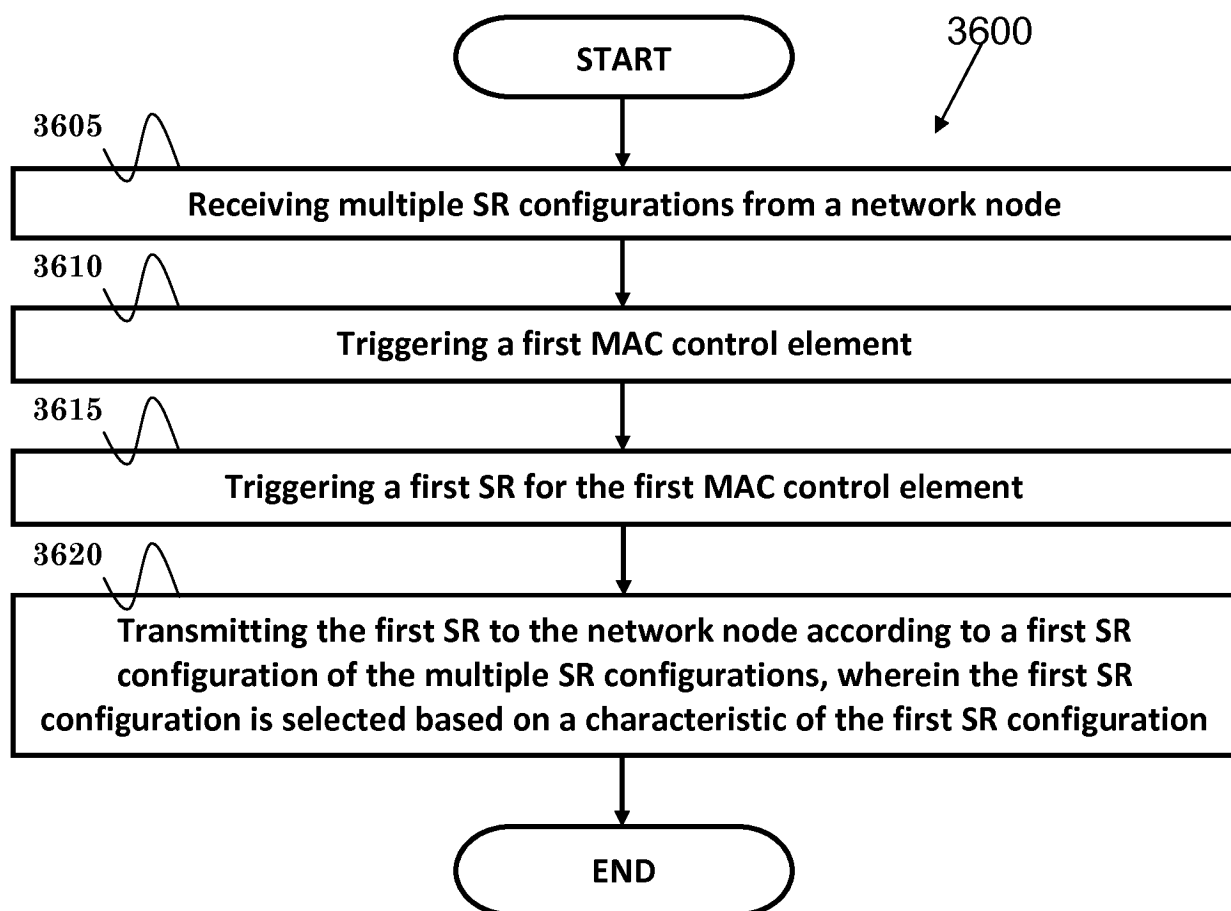 START
3600
3605
Receiving multiple SR configurations from a network node
3610
Triggering a first MAC control element
3615
Triggering a first SR for the first MAC control element
3620
Transmitting the first SR to the network node according to a first SR
configuration of the multiple SR configurations, wherein the first SR
configuration is selected based on a characteristic of the first SR configuration
END